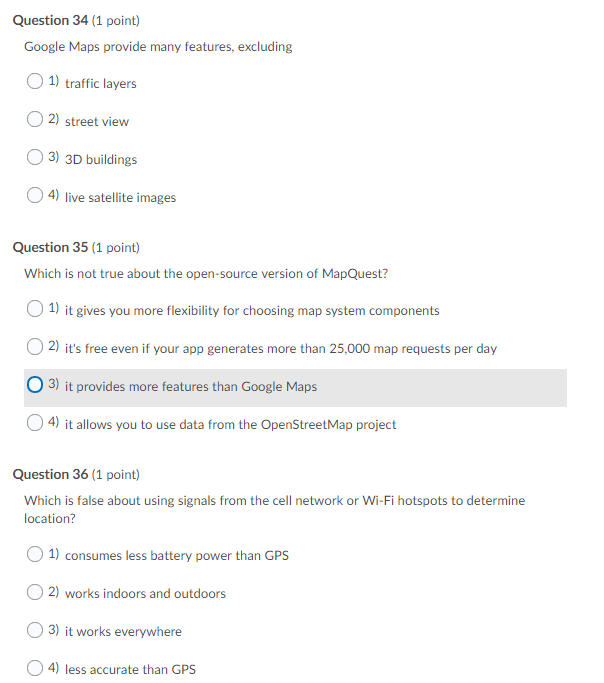 Question 34 (1 point)
Google Maps provide many features, excluding
1) traffic layers
2) street view
3) 3D buildings
4) live satellite images
Question 35 (1 point)
Which is not true about the open-source version of MapQuest?
1) it gives you more flexibility for choosing map system components
2) it's free even if your app generates more than 25,000 map requests per day
3) it provides more features than Google Maps
4) it allows you to use data from the OpenStreetMap project
Question 36 (1 point)
Which is false about using signals from the cell network or Wi-Fi hotspots to determine
location?
1) consumes less battery power than GPS
2) works indoors and outdoors
3) it works everywhere
4) less accurate than GPS